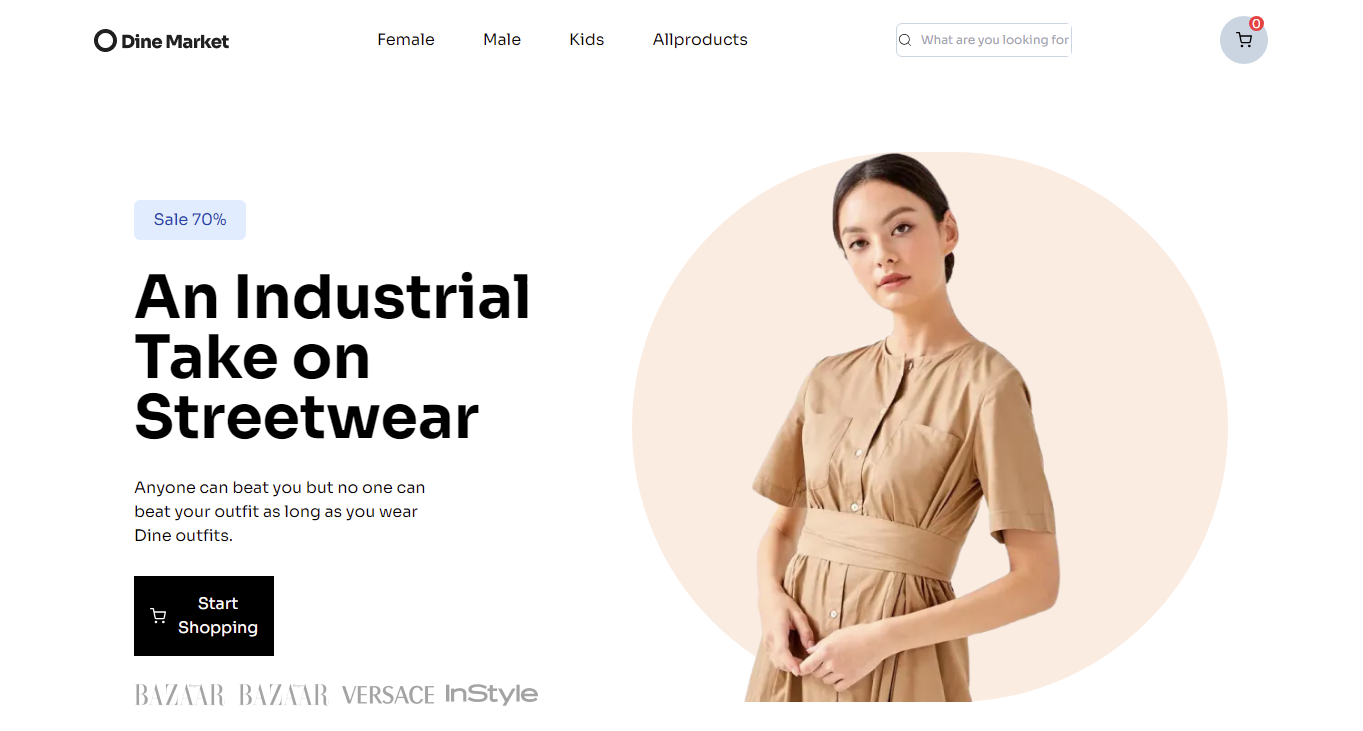 Dine Market
Female
Male
Kids
Allproducts
What are you looking for
0
Sale 70%
An Industrial
Take on
Streetwear
Anyone can beat you but no one can
beat your outfit as long as you wear
Dine outfits.
Start
Shopping
BAZAAR BAZAAR VERSACE InStyle